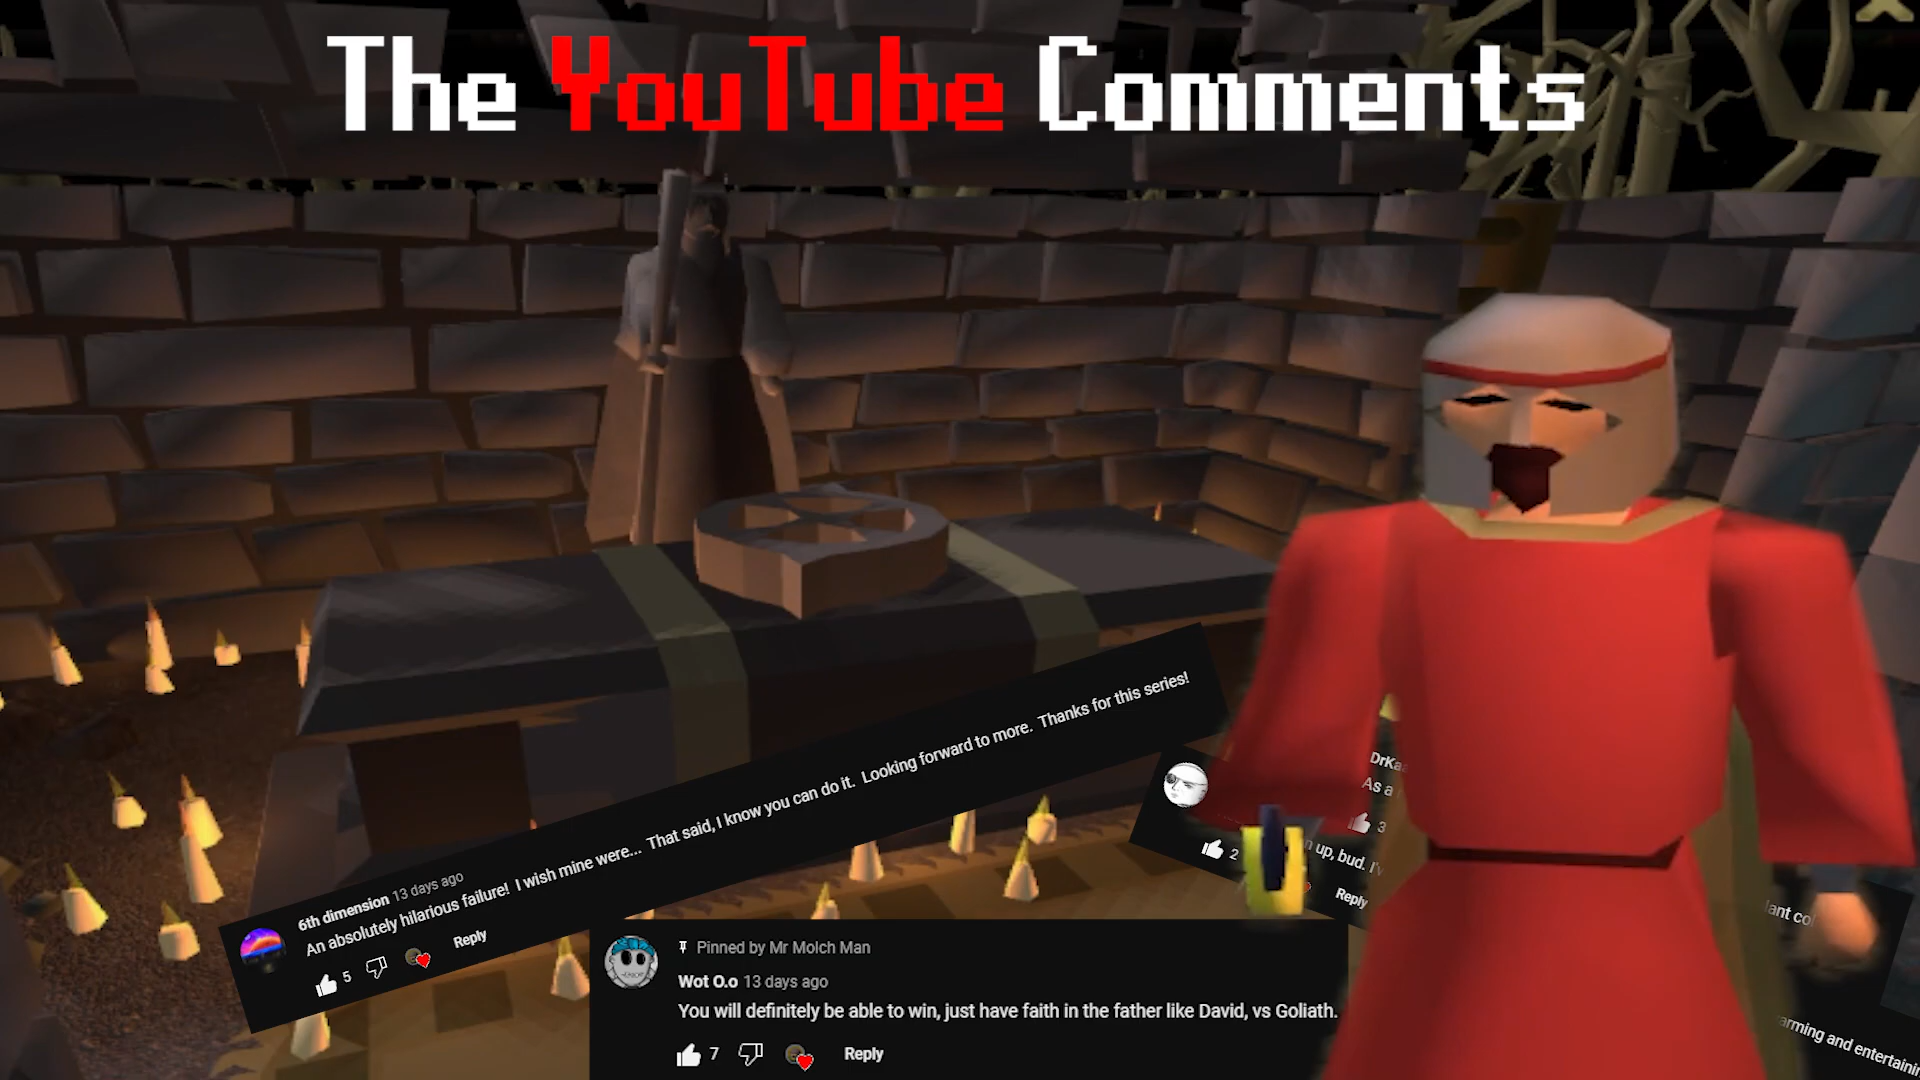 The YouTube Comments
6th dimension 13 days ago
An absolutely hilarious failure! I wish mine were... That said, I know you can do it. Looking forward to more. Thanks for this series!
5 Reply
Pinned by Mr Molch Man
Wot O.o 13 days ago
You will definitely be able to win, just have faith in the father like David, vs Goliath.
7 Reply
As a
3
up, bud.
2 Reply
and